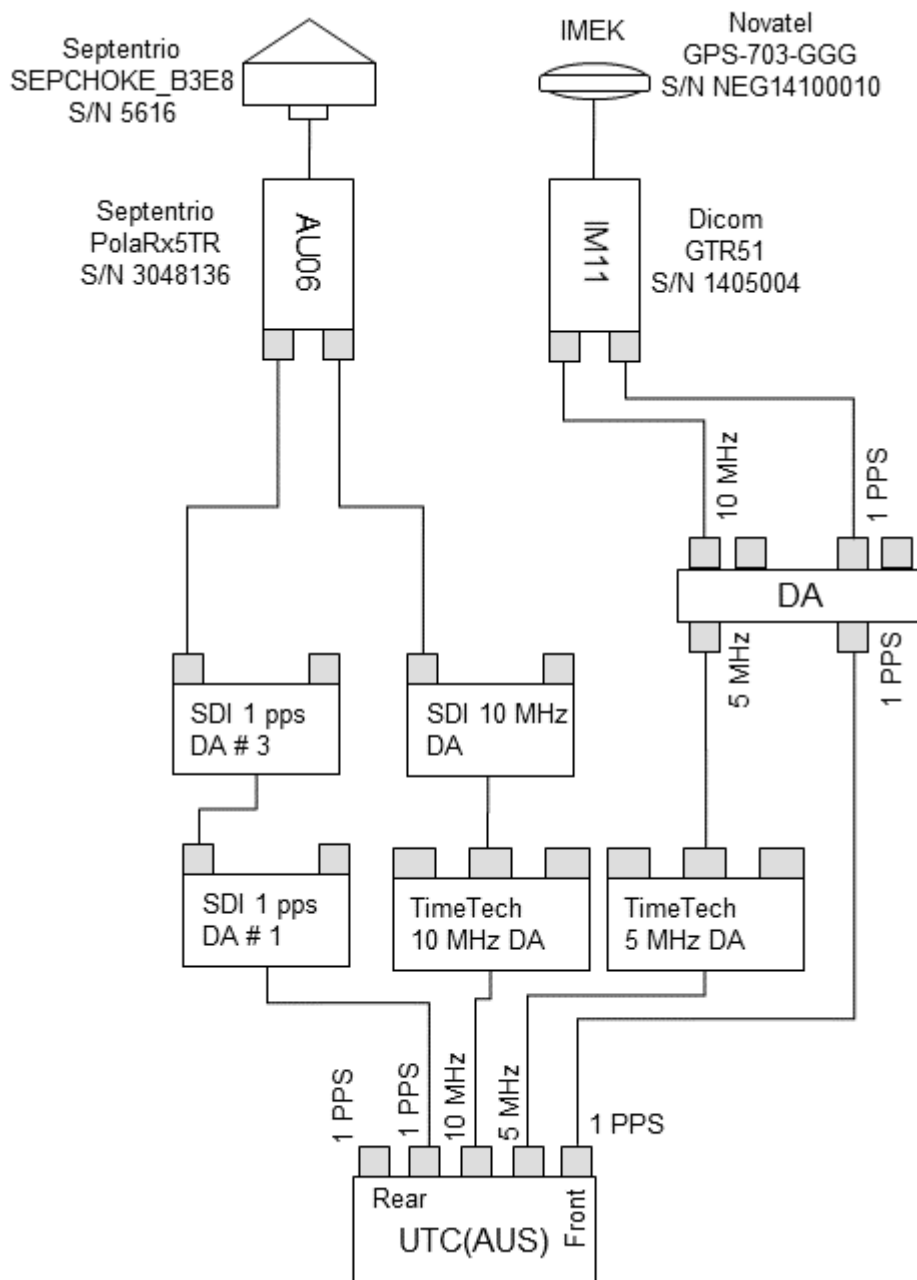 Septentrio
SEPCHOKE_B3E8
S/N 5616
IMEK
Novatel
GPS-703-GGG
S/N NEG14100010
Septentrio
PolaRx5TR
S/N 3048136
AU06
IM11
Dicom
GTR51
S/N 1405004
10 MHz
1 PPS
DA
5 MHz
1 PPS
SDI 1 pps
DA # 3
SDI 10 MHz
DA
SDI 1 pps
DA # 1
TimeTech
10 MHz DA
TimeTech
5 MHz DA
1 PPS
1 PPS
10 MHz
5 MHz
1 PPS
Rear
Front
UTC(AUS)